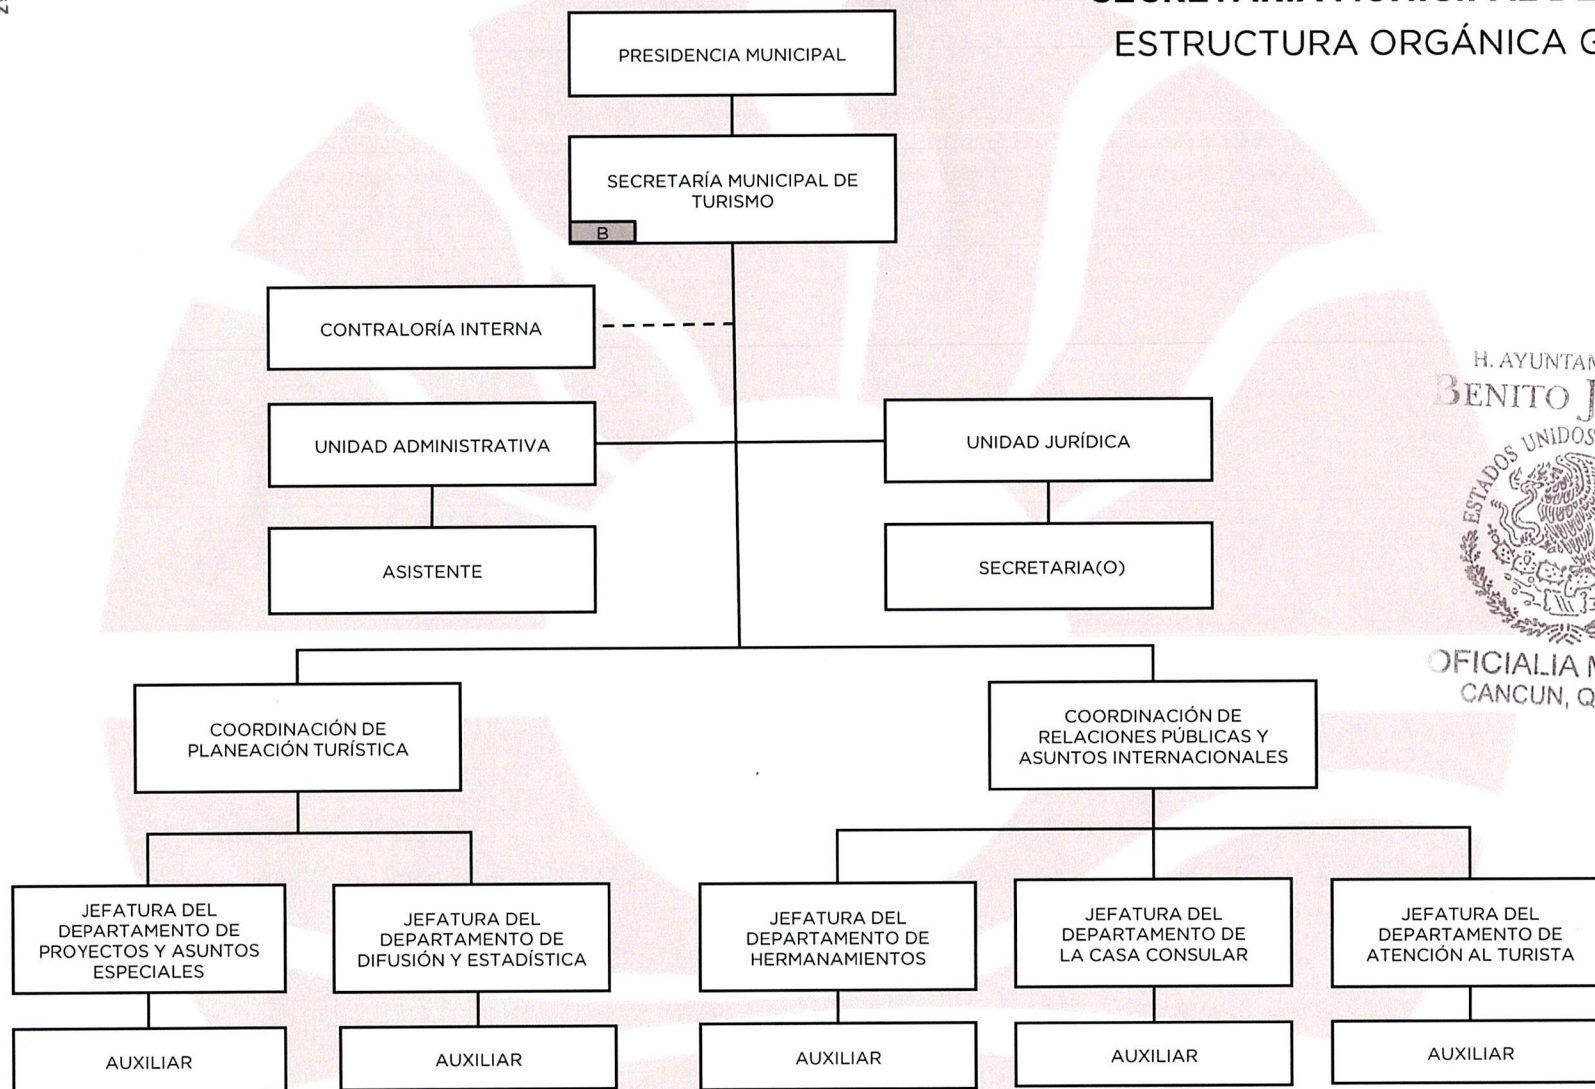 ESTRUCTURA ORGÁNICA G
PRESIDENCIA MUNICIPAL
SECRETARÍA MUNICIPAL DE
TURISMO
B
CONTRALORÍA INTERNA
UNIDAD ADMINISTRATIVA
UNIDAD JURÍDICA
ASISTENTE
SECRETARIA(O)
H. AYUNTAM
BENITO J
ESTADOS UNIDOS
OFICIALIA M
CANCUN, Q
COORDINACIÓN DE
PLANEACIÓN TURÍSTICA
COORDINACIÓN DE
RELACIONES PÚBLICAS Y
ASUNTOS INTERNACIONALES
JEFATURA DEL
DEPARTAMENTO DE
PROYECTOS Y ASUNTOS
ESPECIALES
JEFATURA DEL
DEPARTAMENTO DE
DIFUSIÓN Y ESTADÍSTICA
JEFATURA DEL
DEPARTAMENTO DE
HERMANAMIENTOS
JEFATURA DEL
DEPARTAMENTO DE
LA CASA CONSULAR
JEFATURA DEL
DEPARTAMENTO DE
ATENCIÓN AL TURISTA
AUXILIAR
AUXILIAR
AUXILIAR
AUXILIAR
AUXILIAR